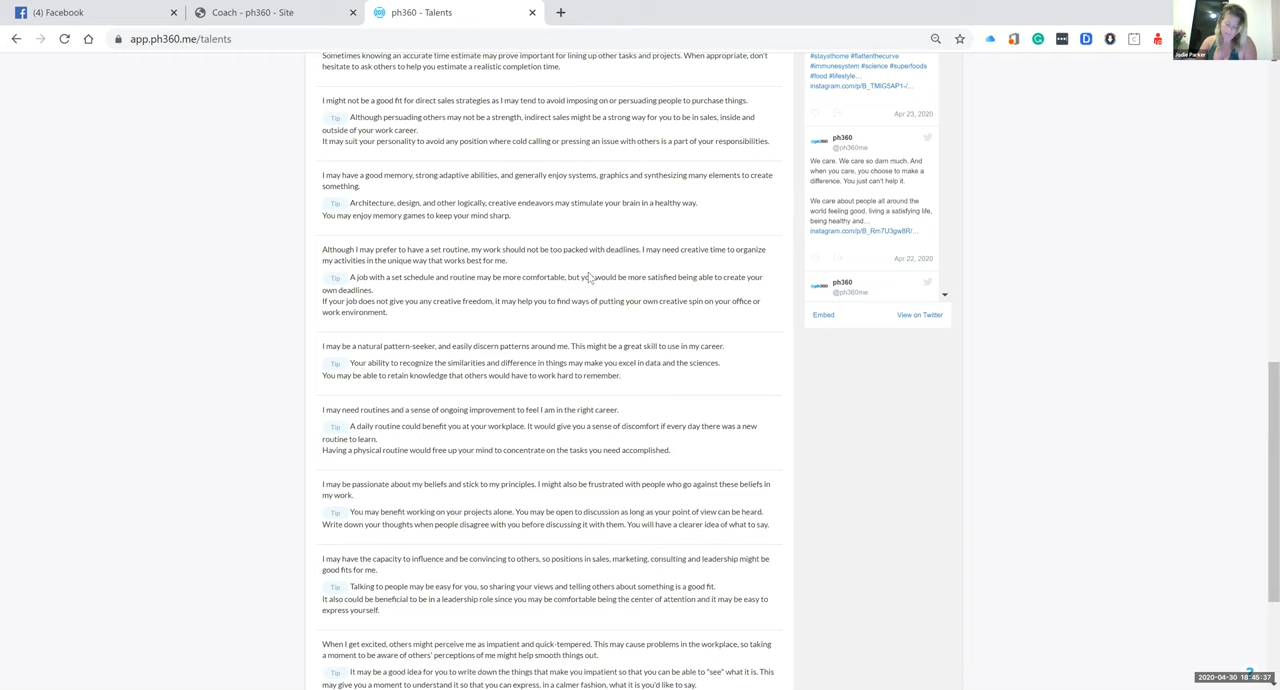 (4) Facebook
Coach - ph360 - Site
ph360 - Talents
app.ph360.me/talents
Jodie Parker
Sometimes knowing an accurate time estimate may prove important for lining up other tasks and projects. When appropriate, don't
hesitate to ask others to help you estimate a realistic completion time.
I might not be a good fit for direct sales strategies as I may tend to avoid imposing on or persuading people to purchase things.
Tip Although persuading others may not be a strength, indirect sales might be a strong way for you to be in sales, inside and
outside of your work career.
It may suit your personality to avoid any position where cold calling or pressing an issue with others is a part of your responsibilities.
I may have a good memory, strong adaptive abilities, and generally enjoy systems, graphics and synthesizing many elements to create
something.
Tip Architecture, design, and other logically, creative endeavors may stimulate your brain in a healthy way.
You may enjoy memory games to keep your mind sharp.
Although I may prefer to have a set routine, my work should not be too packed with deadlines. I may need creative time to organize
my activities in the unique way that works best for me.
Tip A job with a set schedule and routine may be more comfortable, but you would be more satisfied being able to create your
own deadlines.
If your job does not give you any creative freedom, it may help you to find ways of putting your own creative spin on your office or
work environment.
I may be a natural pattern-seeker, and easily discern patterns around me. This might be a great skill to use in my career.
Tip Your ability to recognize the similarities and difference in things may make you excel in data and the sciences.
You may be able to retain knowledge that others would have to work hard to remember.
I may need routines and a sense of ongoing improvement to feel I am in the right career.
Tip A daily routine could benefit you at your workplace. It would give you a sense of discomfort if every day there was a new
routine to learn.
Having a physical routine would free up your mind to concentrate on the tasks you need accomplished.
I may be passionate about my beliefs and stick to my principles. I might also be frustrated with people who go against these beliefs in
my work.
Tip You may benefit working on your projects alone. You may be open to discussion as long as your point of view can be heard.
Write down your thoughts when people disagree with you before discussing it with them. You will have a clearer idea of what to say.
I may have the capacity to influence and be convincing to others, so positions in sales, marketing, consulting and leadership might be
good fits for me.
Tip Talking to people may be easy for you, so sharing your views and telling others about something is a good fit.
It also could be beneficial to be in a leadership role since you may be comfortable being the center of attention and it may be easy to
express yourself.
When I get excited, others might perceive me as impatient and quick-tempered. This may cause problems in the workplace, so taking
a moment to be aware of others' perceptions of me might help smooth things out.
Tip It may be a good idea for you to write down the things that make you impatient so that you can be able to "see" what it is. This
may give you a moment to understand it so that you can express, in a calmer fashion, what it is you'd like to say.
#stayathome #flattenthecurve
#immunesystem #science #superfoods
#food #lifestyle…
instagram.com/p/B_TMlG5AP1-/…
Apr 23, 2020
ph360
@ph360me
We care. We care so darn much. And
when you care, you choose to make a
difference. You just can't help it.
We care about people all around the
world feeling good, living a satisfying life,
being healthy and…
instagram.com/p/B_Rm7U3gw8R/…
Apr 22, 2020
ph360
@ph360me
Embed
View on Twitter
?
2020-04-30 18:45:37